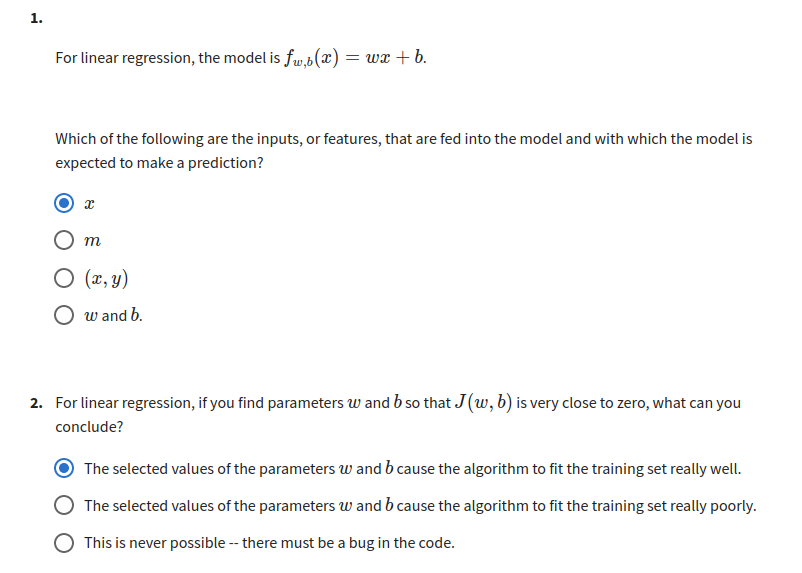 1.
For linear regression, the model is f_{w,b}(x) = wx + b.
Which of the following are the inputs, or features, that are fed into the model and with which the model is
expected to make a prediction?
x
m
(x, y)
w and b.
2. For linear regression, if you find parameters w and b so that J(w, b) is very close to zero, what can you
conclude?
The selected values of the parameters w and b cause the algorithm to fit the training set really well.
The selected values of the parameters w and b cause the algorithm to fit the training set really poorly.
This is never possible -- there must be a bug in the code.